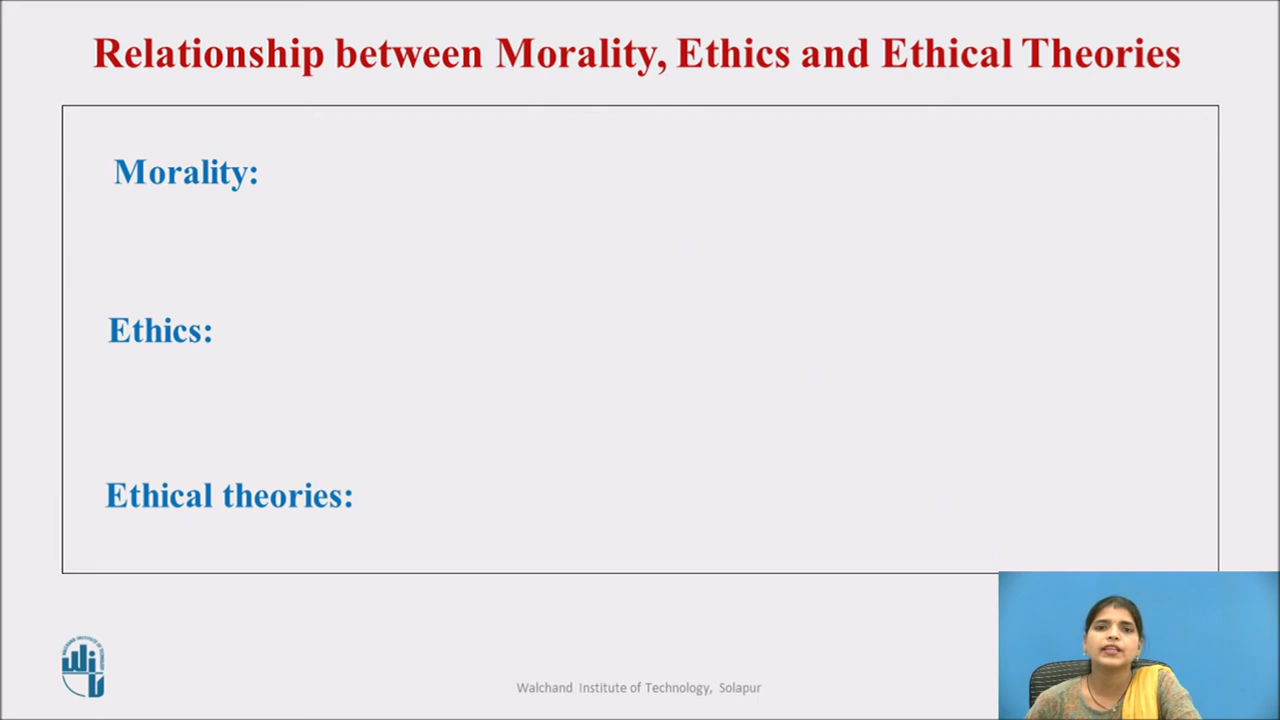 Relationship between Morality, Ethics and Ethical Theories
Morality:
Ethics:
Ethical theories:
Walchand Institute of Technology, Solapur